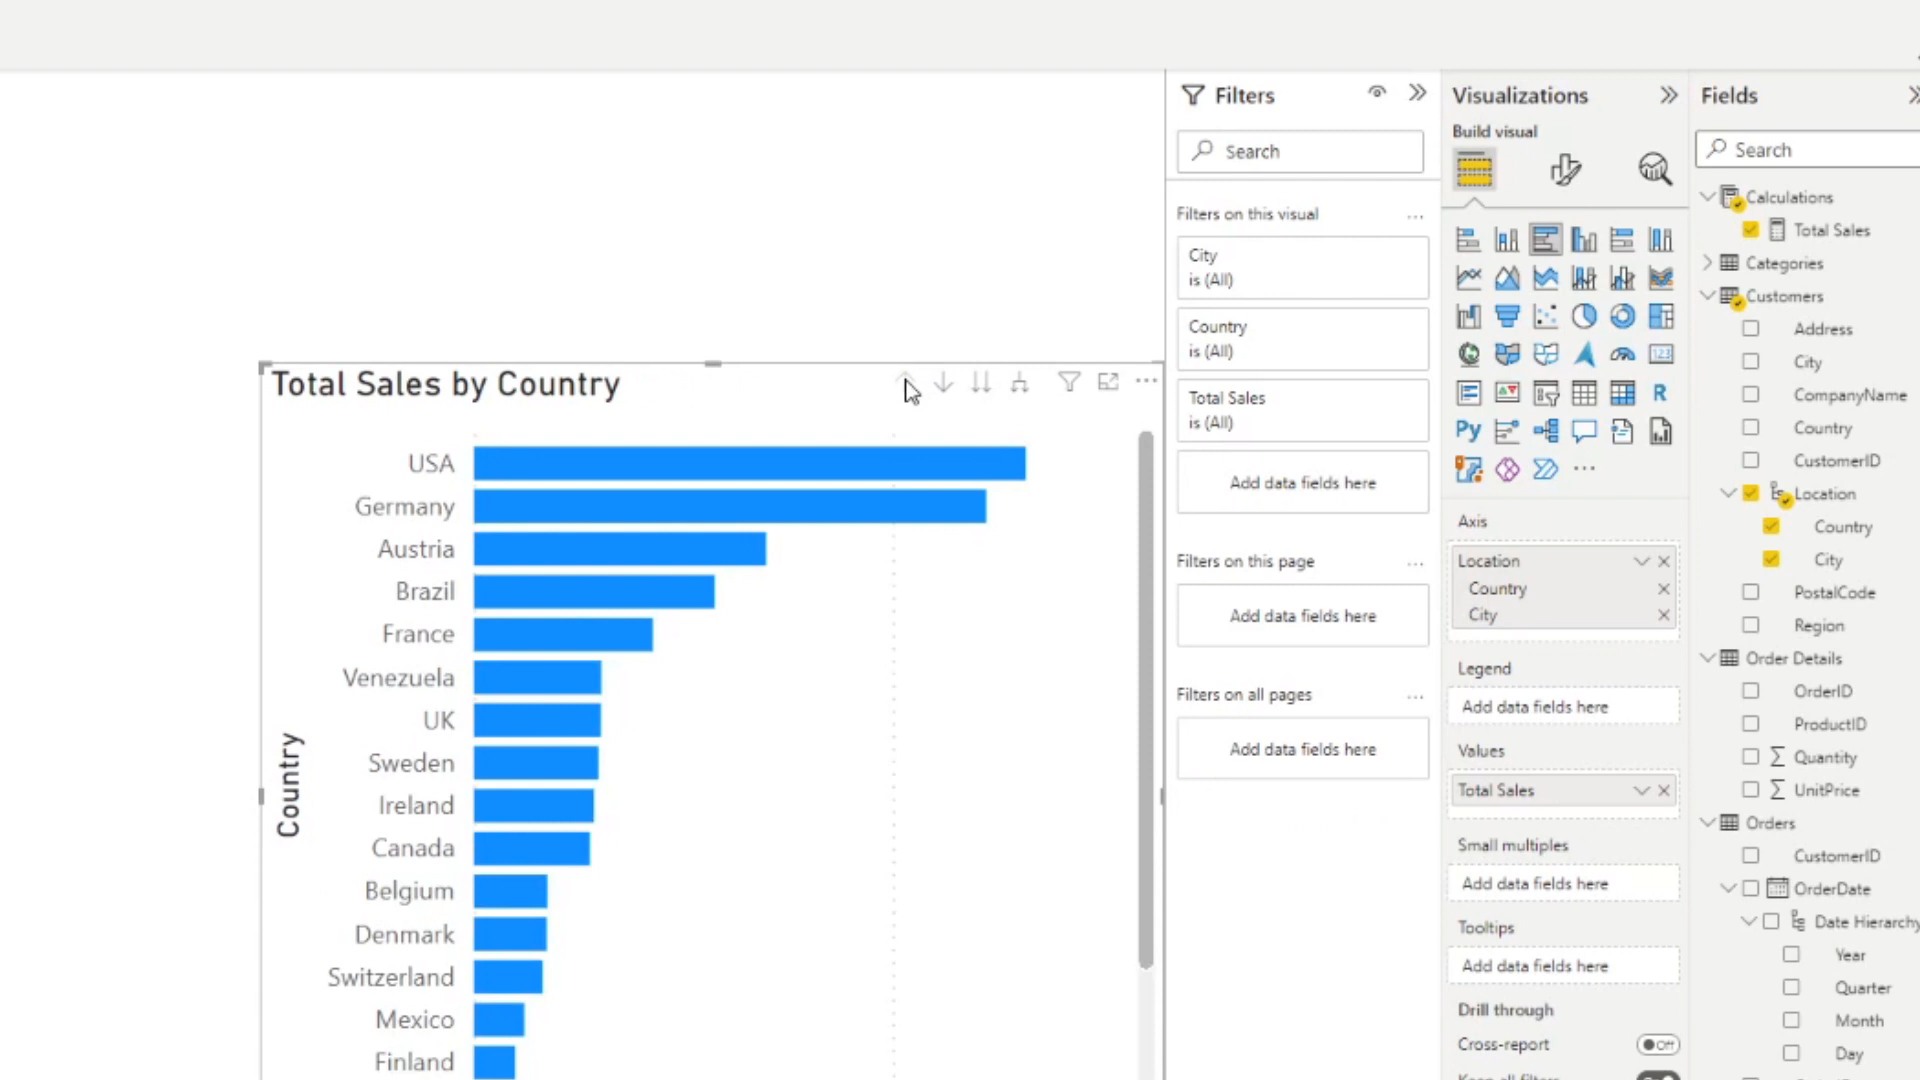 Total Sales by Country
Country
USA
Germany
Austria
Brazil
France
Venezuela
UK
Sweden
Ireland
Canada
Belgium
Denmark
Switzerland
Mexico
Finland
Filters
Search
Filters on this visual
City
is (All)
Country
is (All)
Total Sales
is (All)
Add data fields here
Filters on this page
Add data fields here
Filters on all pages
Add data fields here
Visualizations
Build visual
123
R
Py
Axis
Location
Country
City
Legend
Add data fields here
Values
Total Sales
Small multiples
Add data fields here
Tooltips
Add data fields here
Drill through
Cross-report
Off
Keep all filters
Fields
Search
Calculations
Total Sales
Categories
Customers
Address
City
CompanyName
Country
CustomerID
Location
Country
City
PostalCode
Region
Order Details
OrderID
ProductID
Quantity
UnitPrice
Orders
CustomerID
OrderDate
Date Hierarchy
Year
Quarter
Month
Day